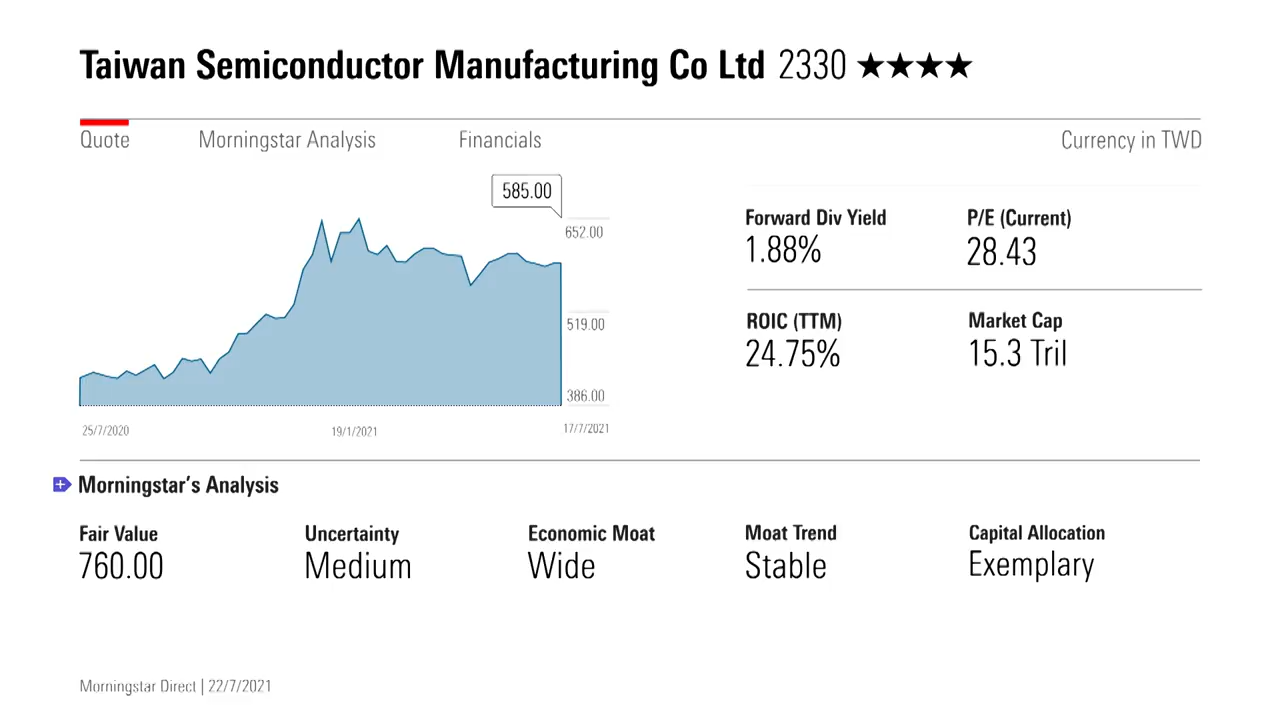 Taiwan Semiconductor Manufacturing Co Ltd 2330 ★★★★
Quote Morningstar Analysis Financials Currency in TWD
585.00
652.00
519.00
386.00
25/7/2020 19/1/2021 17/7/2021
Forward Div Yield P/E (Current)
1.88% 28.43
ROIC (TTM) Market Cap
24.75% 15.3 Tril
Morningstar's Analysis
Fair Value Uncertainty Economic Moat Moat Trend Capital Allocation
760.00 Medium Wide Stable Exemplary
Morningstar Direct | 22/7/2021